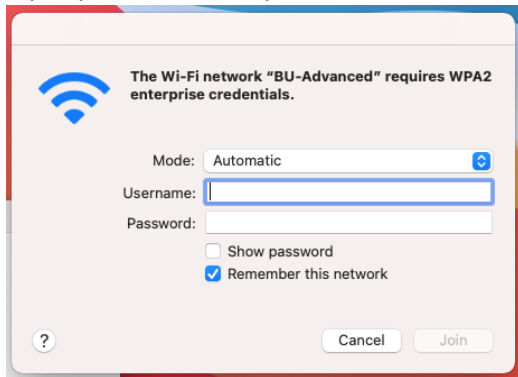 The Wi-Fi network “BU-Advanced” requires WPA2
enterprise credentials.
Mode: Automatic
Username:
Password:
Show password
Remember this network
? Cancel Join